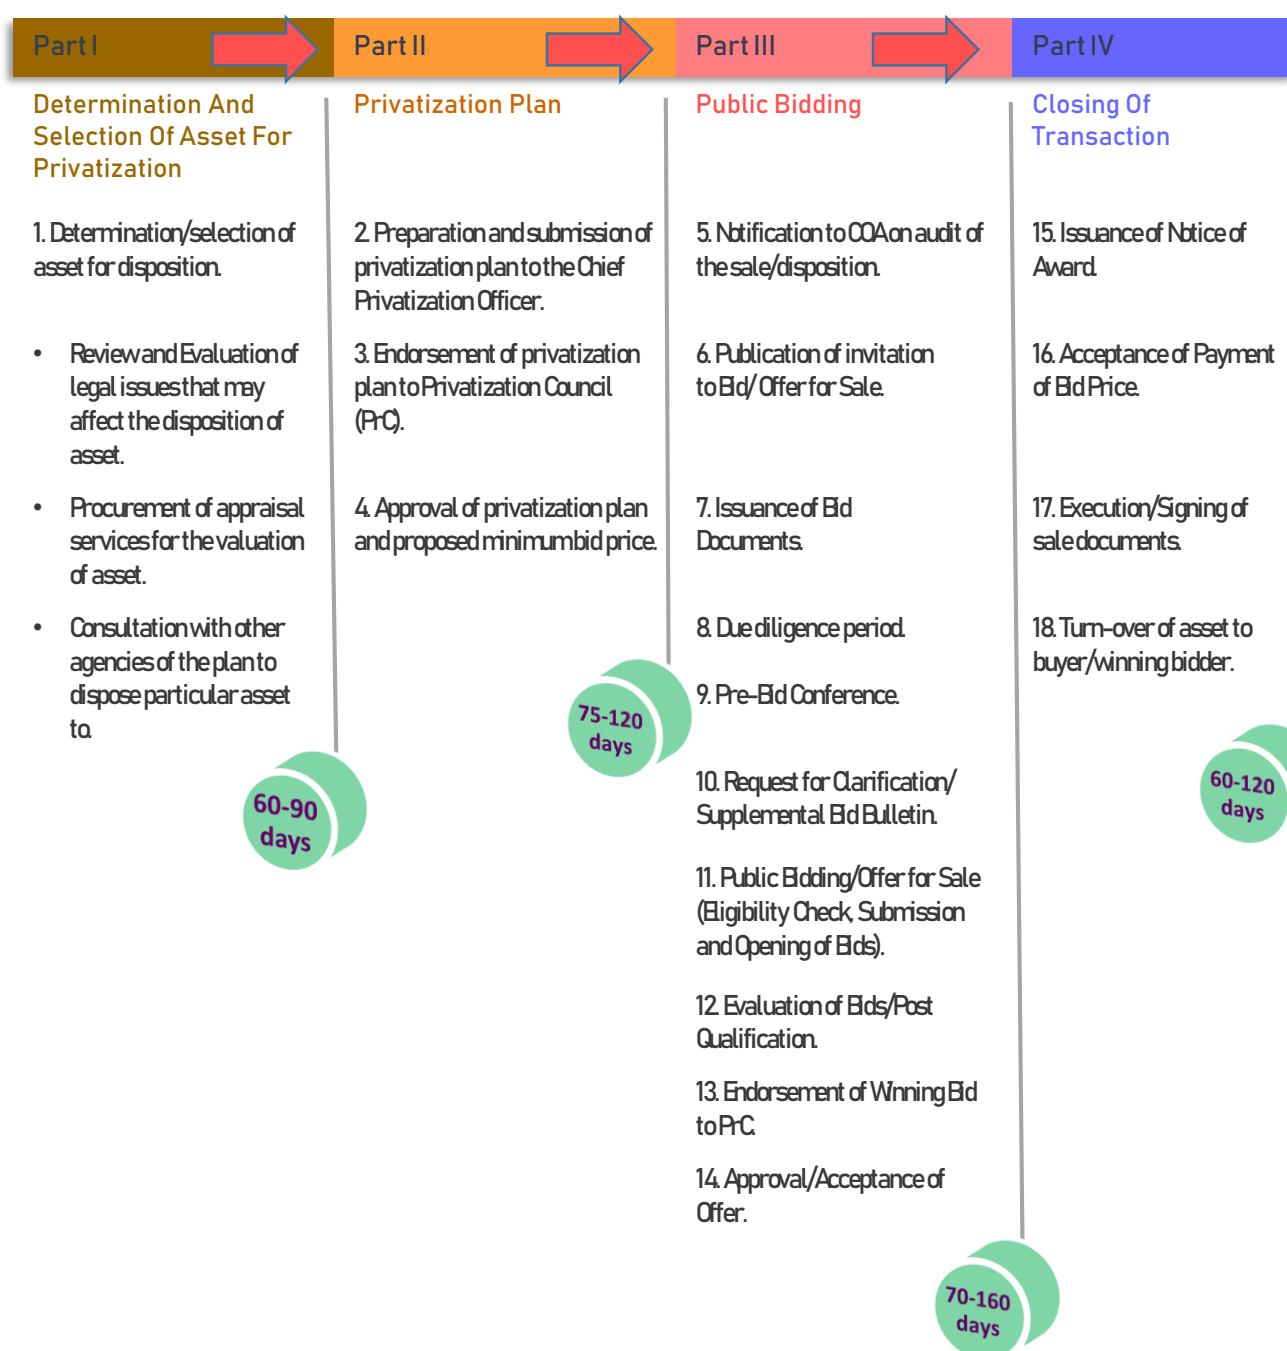 Part I
Determination And
Selection Of Asset For
Privatization
1. Determination/selection of
asset for disposition.
• Review and Evaluation of
legal issues that may
affect the disposition of
asset.
• Procurement of appraisal
services for the valuation
of asset.
• Consultation with other
agencies of the plan to
dispose particular asset
to.
60-90
days
Part II
Privatization Plan
2. Preparation and submission of
privatization plan to the Chief
Privatization Officer.
3. Endorsement of privatization
plan to Privatization Council
(PrC).
4. Approval of privatization plan
and proposed minimum bid price.
75-120
days
Part III
Public Bidding
5. Notification to COA on audit of
the sale/disposition.
6. Publication of invitation
to Bid/ Offer for Sale.
7. Issuance of Bid
Documents.
8. Due diligence period.
9. Pre-Bid Conference.
10. Request for Clarification/
Supplemental Bid Bulletin.
11. Public Bidding/Offer for Sale
(Eligibility Check, Submission
and Opening of Bids).
12. Evaluation of Bids/Post
Qualification.
13. Endorsement of Winning Bid
to PrC.
14. Approval/Acceptance of
Offer.
70-160
days
Part IV
Closing Of
Transaction
15. Issuance of Notice of
Award.
16. Acceptance of Payment
of Bid Price.
17. Execution/Signing of
sale documents.
18. Turn-over of asset to
buyer/winning bidder.
60-120
days